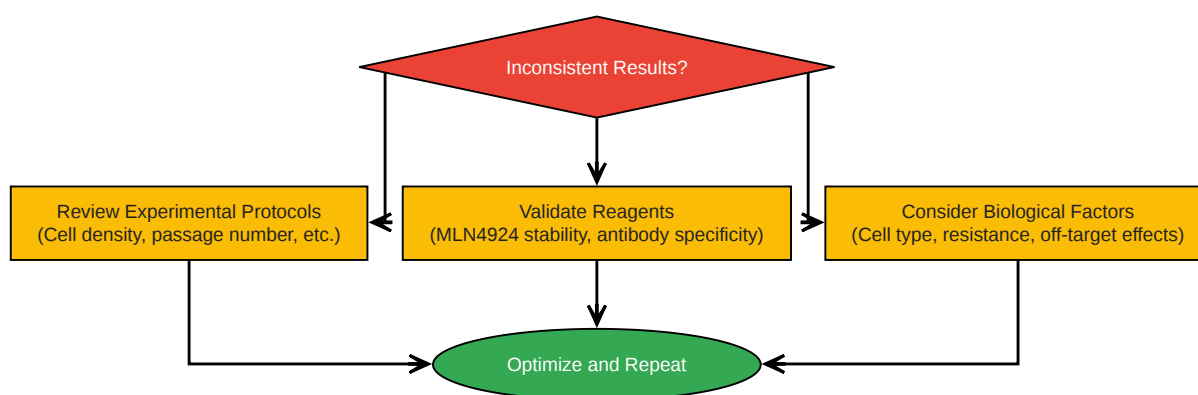 Inconsistent Results?
Review Experimental Protocols
(Cell density, passage number, etc.)
Validate Reagents
(MLN4924 stability, antibody specificity)
Consider Biological Factors
(Cell type, resistance, off-target effects)
Optimize and Repeat